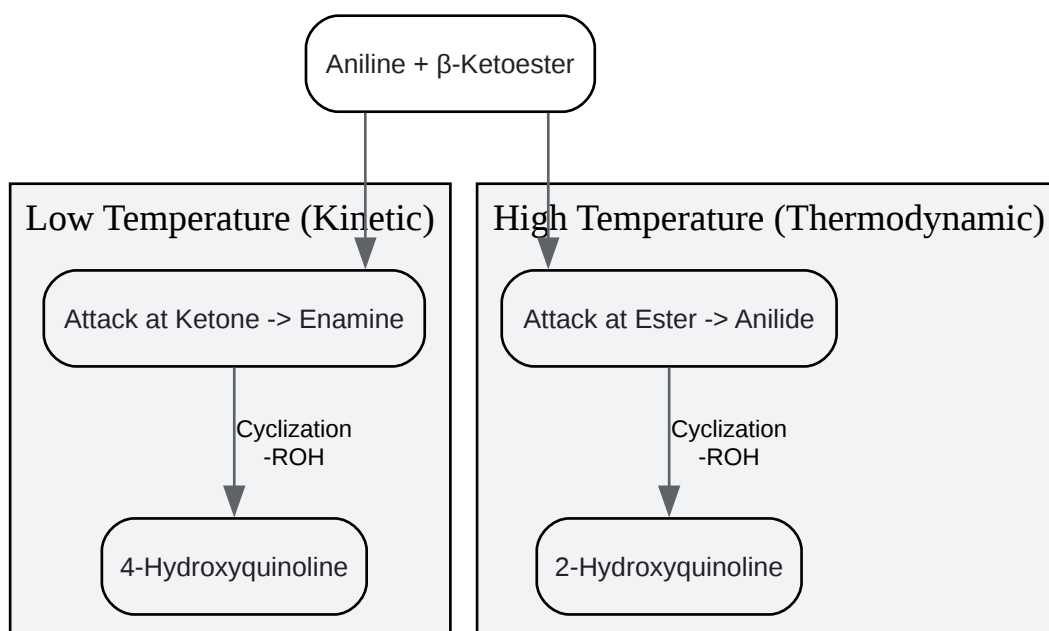 Aniline + β-Ketoester
Low Temperature (Kinetic)
High Temperature (Thermodynamic)
Attack at Ketone -> Enamine
Attack at Ester -> Anilide
Cyclization
-ROH
Cyclization
-ROH
4-Hydroxyquinoline
2-Hydroxyquinoline